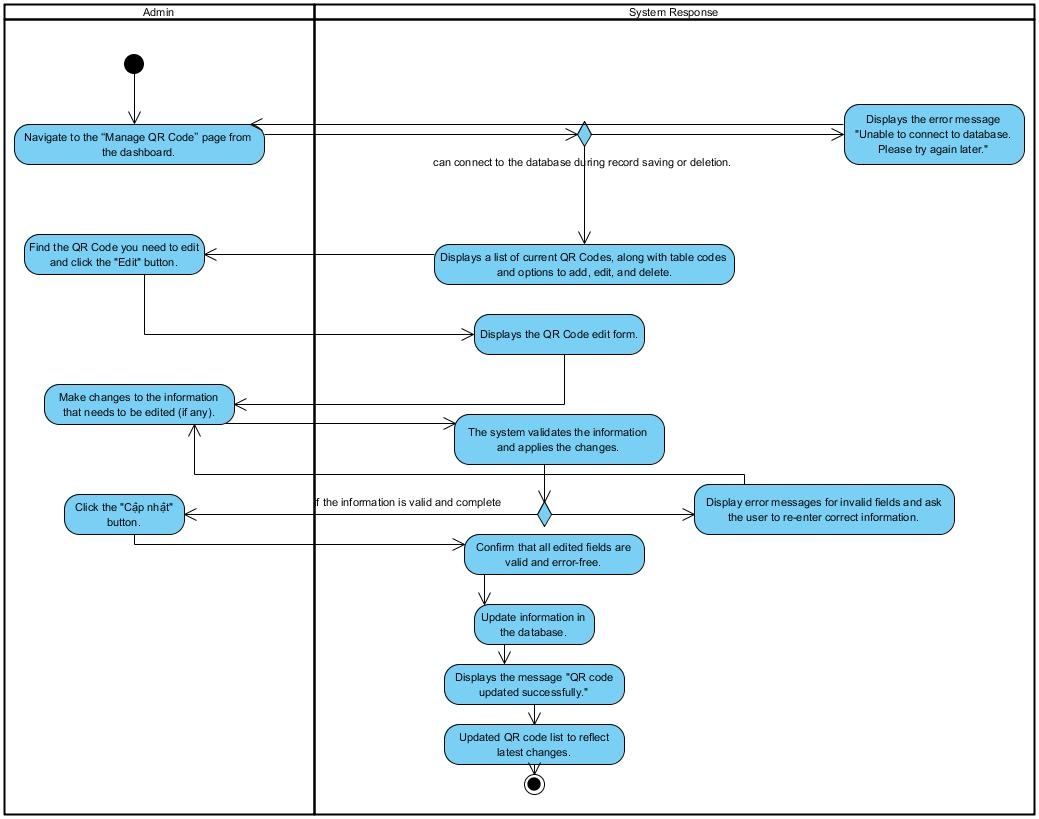 Admin
System Response
Navigate to the “Manage QR Code” page from
the dashboard.
Displays the error message
"Unable to connect to database.
Please try again later."
can connect to the database during record saving or deletion.
Find the QR Code you need to edit
and click the "Edit" button.
Displays a list of current QR Codes, along with table codes
and options to add, edit, and delete.
Displays the QR Code edit form.
Make changes to the information
that needs to be edited (if any).
The system validates the information
and applies the changes.
Click the "Cập nhật"
button.
if the information is valid and complete
Display error messages for invalid fields and ask
the user to re-enter correct information.
Confirm that all edited fields are
valid and error-free.
Update information in
the database.
Displays the message "QR code
updated successfully."
Updated QR code list to reflect
latest changes.